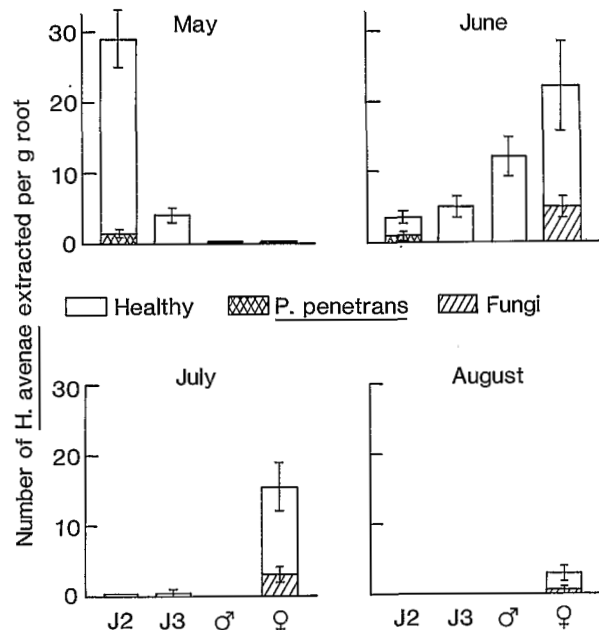 May
June
30
20
10
0
Number of H. avenae extracted per g root
Healthy P. penetrans Fungi
July
August
30
20
10
0
J2 J3 ♂ ♀
J2 J3 ♂ ♀